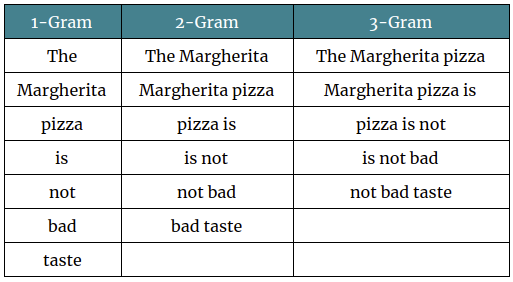 1-Gram 2-Gram 3-Gram
The The Margherita The Margherita pizza
Margherita Margherita pizza Margherita pizza is
pizza pizza is pizza is not
is is not is not bad
not not bad not bad taste
bad bad taste
taste